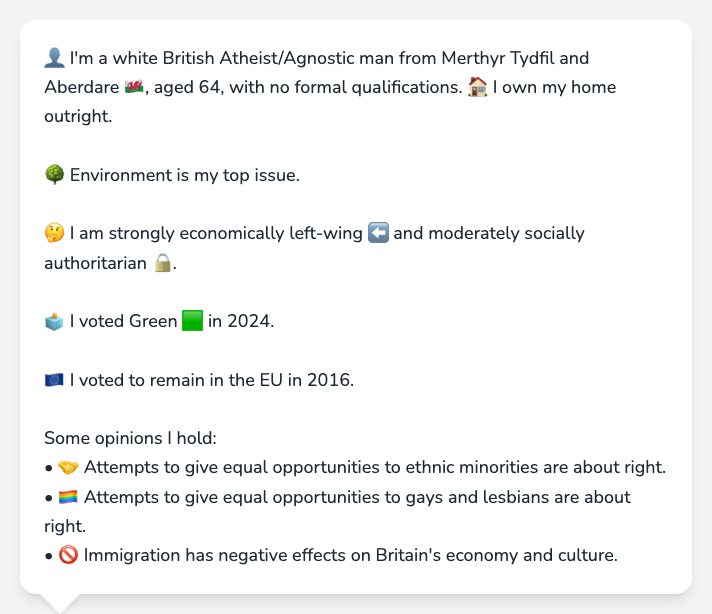 👤 I'm a white British Atheist/Agnostic man from Merthyr Tydfil and
Aberdare 🏴󠁧󠁢󠁷󠁬󠁳󠁿, aged 64, with no formal qualifications. 🏠 I own my home
outright.
🌳 Environment is my top issue.
🤔 I am strongly economically left-wing ⬅️ and moderately socially
authoritarian 🔒.
🗳️ I voted Green 🟩 in 2024.
🇪🇺 I voted to remain in the EU in 2016.
Some opinions I hold:
• 🤝 Attempts to give equal opportunities to ethnic minorities are about right.
• 🏳️‍🌈 Attempts to give equal opportunities to gays and lesbians are about
right.
• 🚫 Immigration has negative effects on Britain's economy and culture.